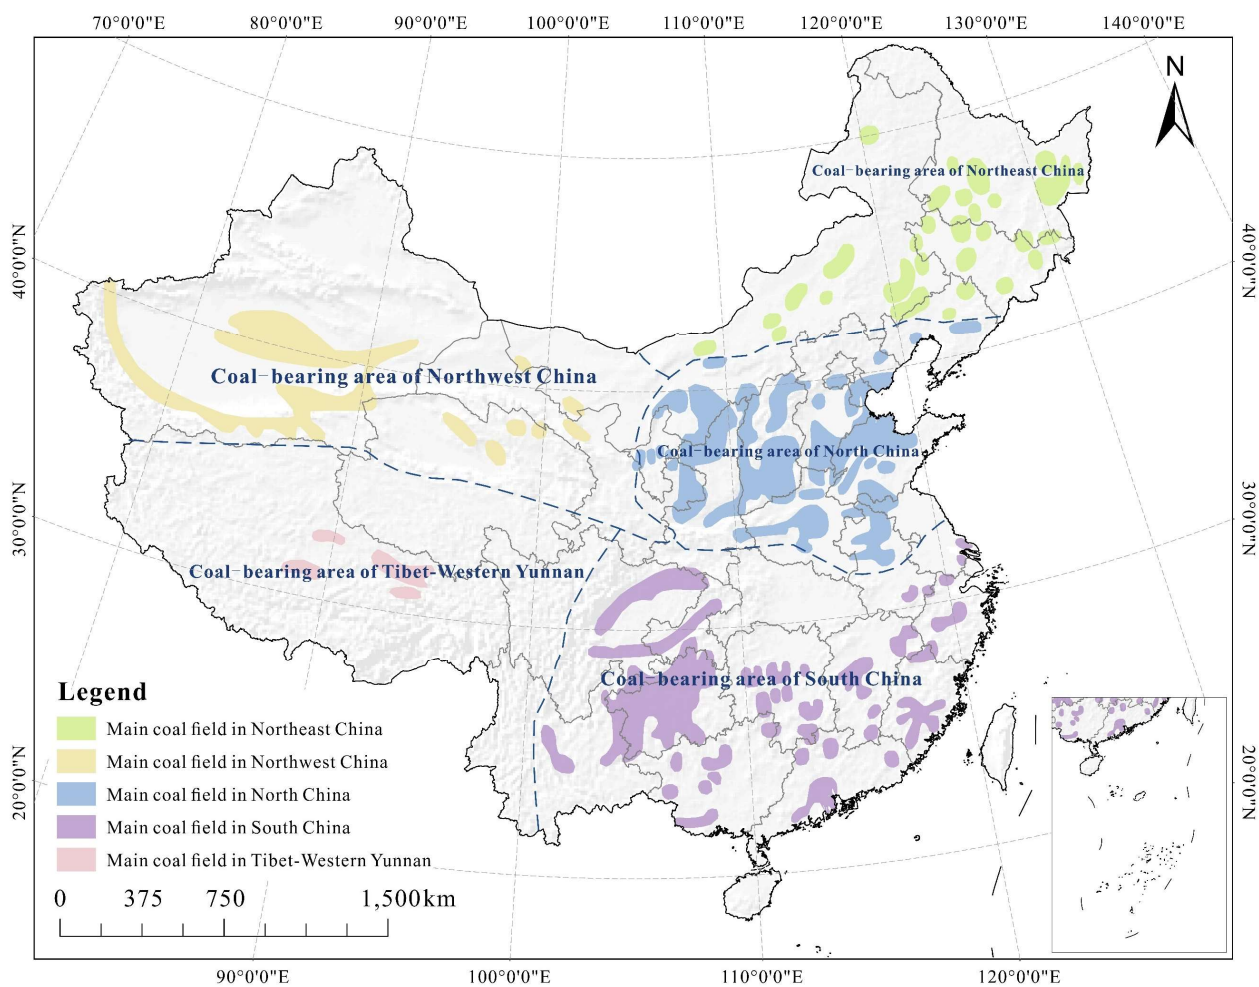 70°0'0"E 80°0'0"E 90°0'0"E 100°0'0"E 110°0'0"E 120°0'0"E 130°0'0"E 140°0'0"E
N
Coal-bearing area of Northeast China
40°0'0"N
40°0'0"N
Coal-bearing area of Northwest China
Coal-bearing area of North China
30°0'0"N
30°0'0"N
Coal-bearing area of Tibet-Western Yunnan
Coal-bearing area of South China
Legend
Main coal field in Northeast China
Main coal field in Northwest China
Main coal field in North China
Main coal field in South China
Main coal field in Tibet-Western Yunnan
20°0'0"N
20°0'0"N
0 375 750 1,500km
90°0'0"E 100°0'0"E 110°0'0"E 120°0'0"E